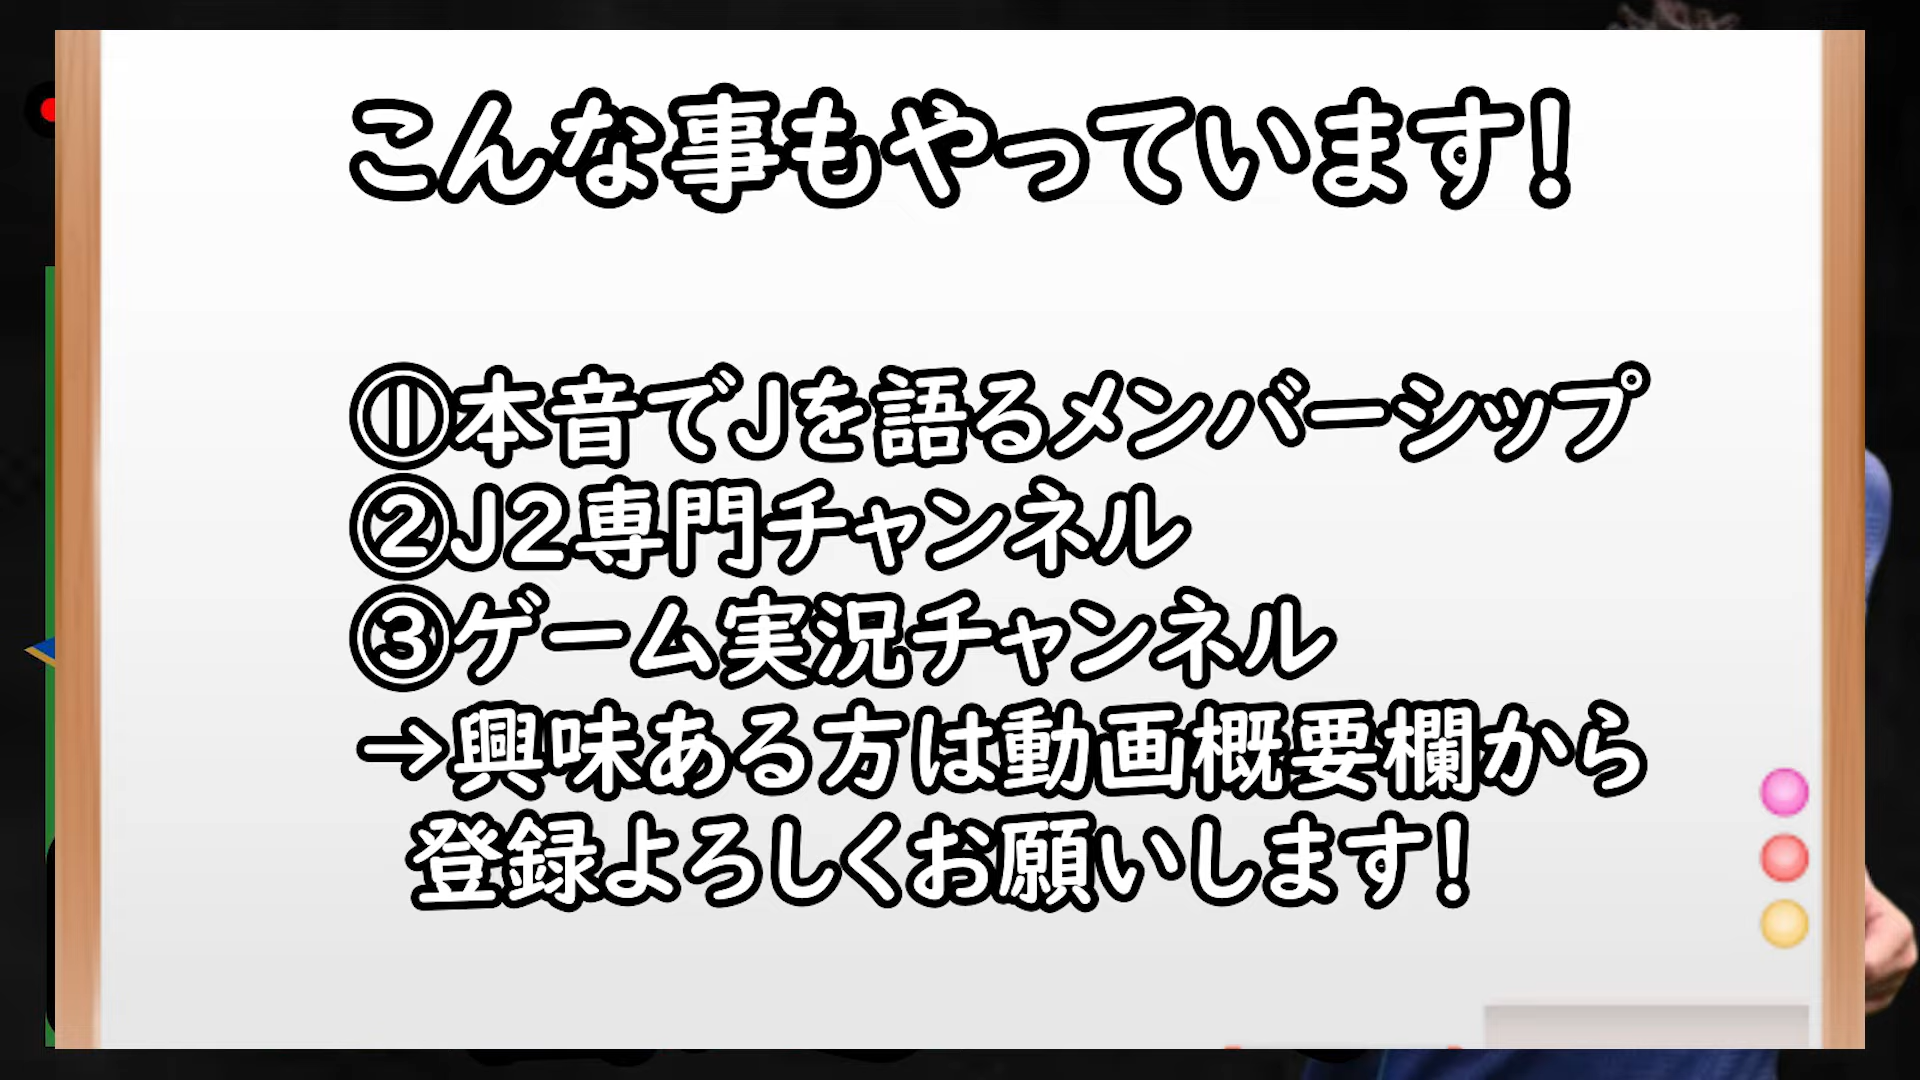 こんな事もやっています!
①本音でJを語るメンバーシップ
②J2専門チャンネル
③ゲーム実況チャンネル
→興味ある方は動画概要欄から
登録よろしくお願いします!